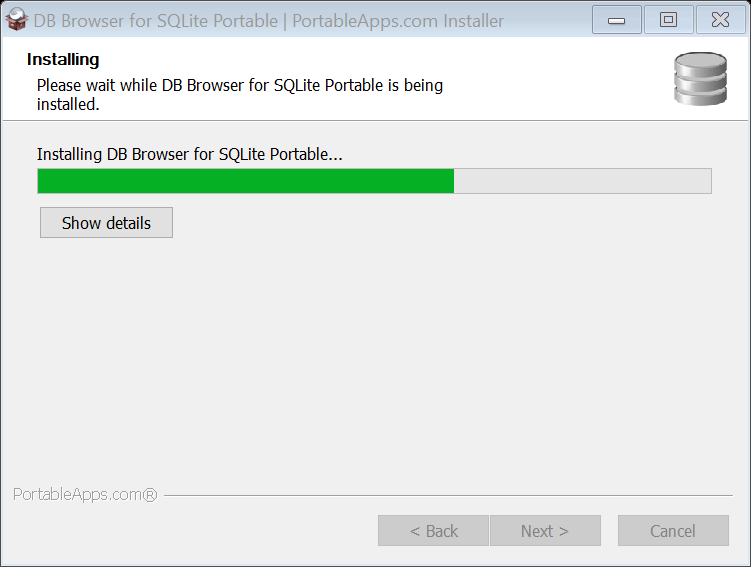 DB Browser for SQLite Portable | PortableApps.com Installer
Installing
Please wait while DB Browser for SQLite Portable is being
installed.
Installing DB Browser for SQLite Portable...
Show details
PortableApps.com®
< Back
Next >
Cancel